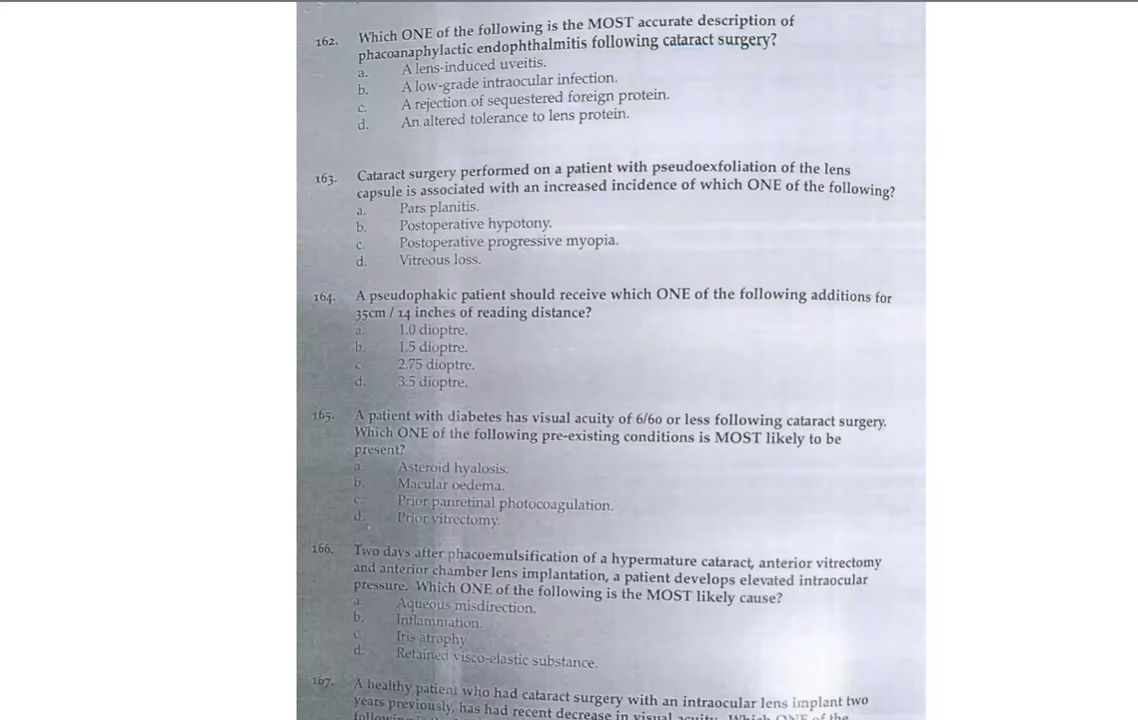 162. Which ONE of the following is the MOST accurate description of
phacoanaphylactic endophthalmitis following cataract surgery?
a. A lens-induced uveitis.
b. A low-grade intraocular infection.
c. A rejection of sequestered foreign protein.
d. An altered tolerance to lens protein.
163. Cataract surgery performed on a patient with pseudoexfoliation of the lens
capsule is associated with an increased incidence of which ONE of the following?
a. Pars planitis.
b. Postoperative hypotony.
c. Postoperative progressive myopia.
d. Vitreous loss.
164. A pseudophakic patient should receive which ONE of the following additions for
35cm / 14 inches of reading distance?
a. 1.0 dioptre.
b. 1.5 dioptre.
c. 2.75 dioptre.
d. 3.5 dioptre.
165. A patient with diabetes has visual acuity of 6/60 or less following cataract surgery.
Which ONE of the following pre-existing conditions is MOST likely to be
present?
a. Asteroid hyalosis.
b. Macular oedema.
c. Prior panretinal photocoagulation.
d. Prior vitrectomy.
166. Two days after phacoemulsification of a hypermature cataract, anterior vitrectomy
and anterior chamber lens implantation, a patient develops elevated intraocular
pressure. Which ONE of the following is the MOST likely cause?
a. Aqueous misdirection.
b. Inflammation.
c. Iris atrophy
d. Retained visco-elastic substance.
167. A healthy patient who had cataract surgery with an intraocular lens implant two
years previously, has had recent decrease in visual acuity. Which ONE of the
following